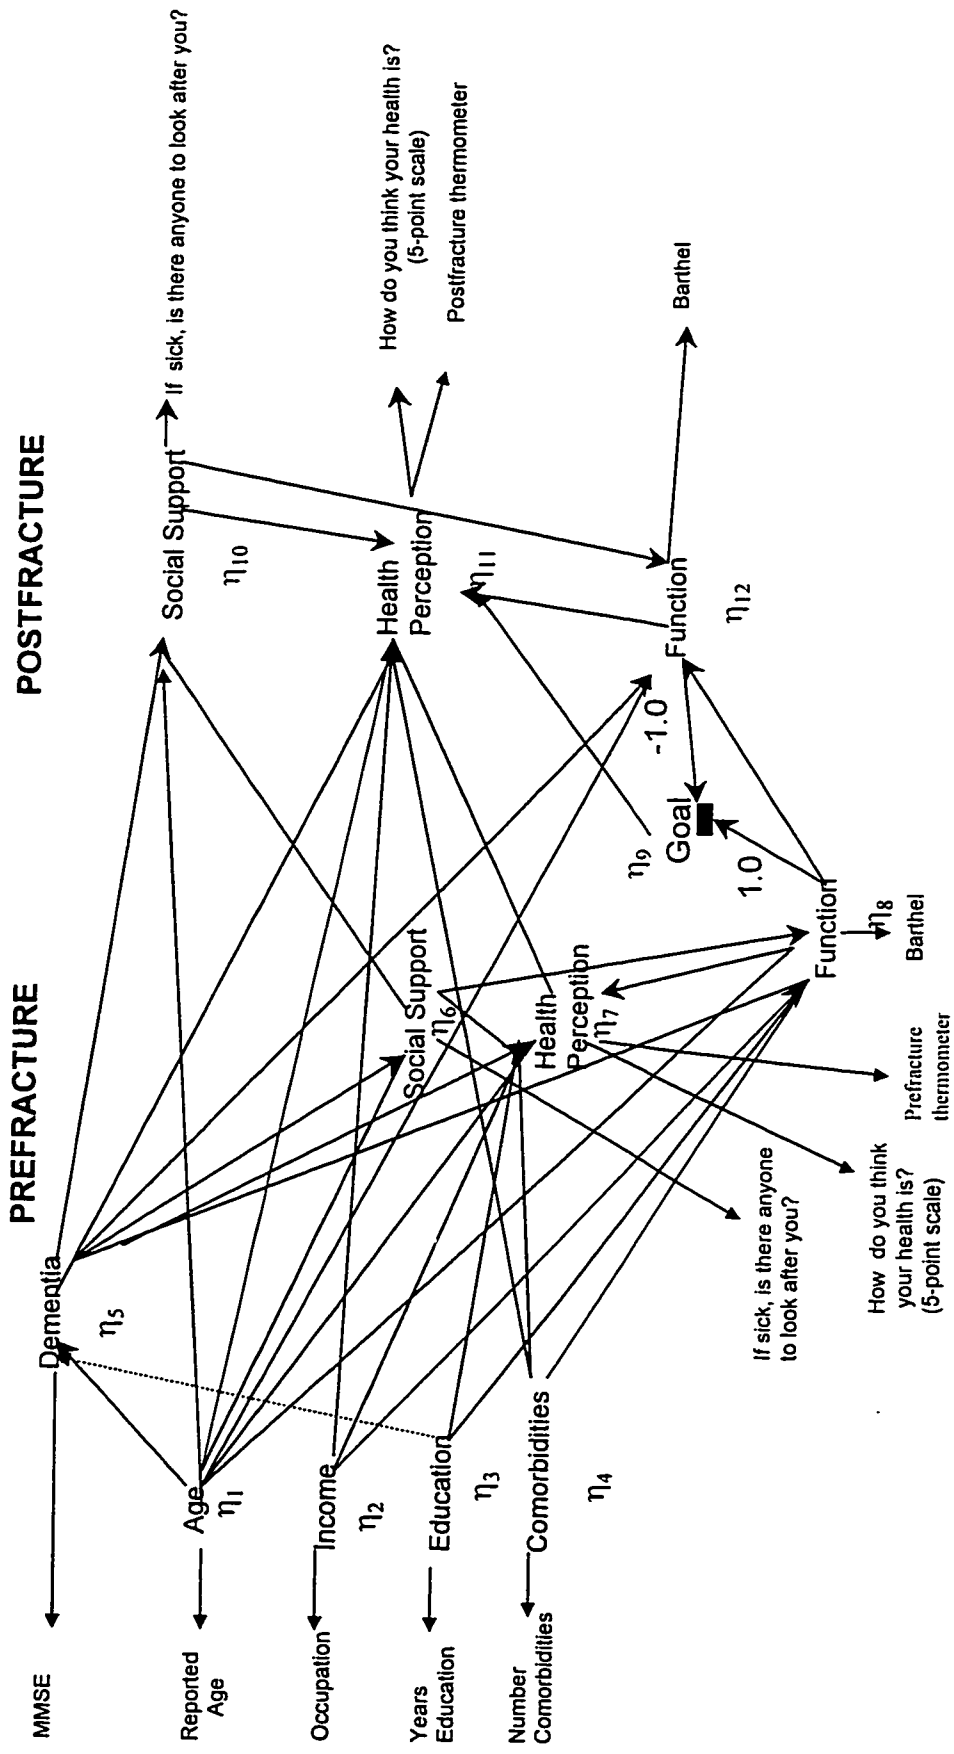 PREFRACTURE
POSTFRACTURE
MMSE
Dementia
η5
Reported
Age
Age
η1
Occupation
Income
η2
Years
Education
Education
η3
Number
Comorbidities
Comorbidities
η4
Social Support
η6
If sick, is there anyone
to look after you?
Health
Perception
η7
How do you think
your health is?
(5-point scale)
Prefracture
thermometer
Function
η8
Barthel
Goal
η9
1.0
-1.0
Social Support
η10
If sick, is there anyone to look after you?
Health
Perception
η11
How do you think your health is?
(5-point scale)
Postfracture thermometer
Function
η12
Barthel